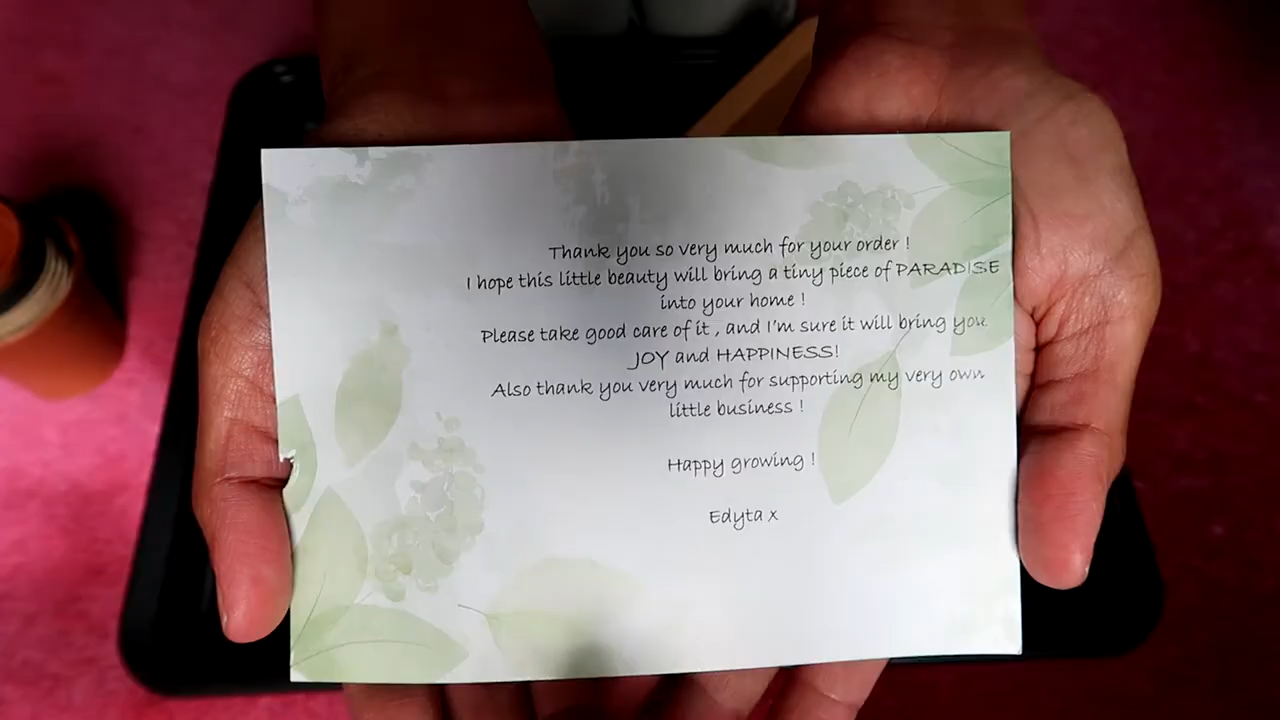 Thank you so very much for your order !
I hope this little beauty will bring a tiny piece of PARADISE
into your home !
Please take good care of it , and I'm sure it will bring you
JOY and HAPPINESS!
Also thank you very much for supporting my very own
little business !
Happy growing !
Edyta x